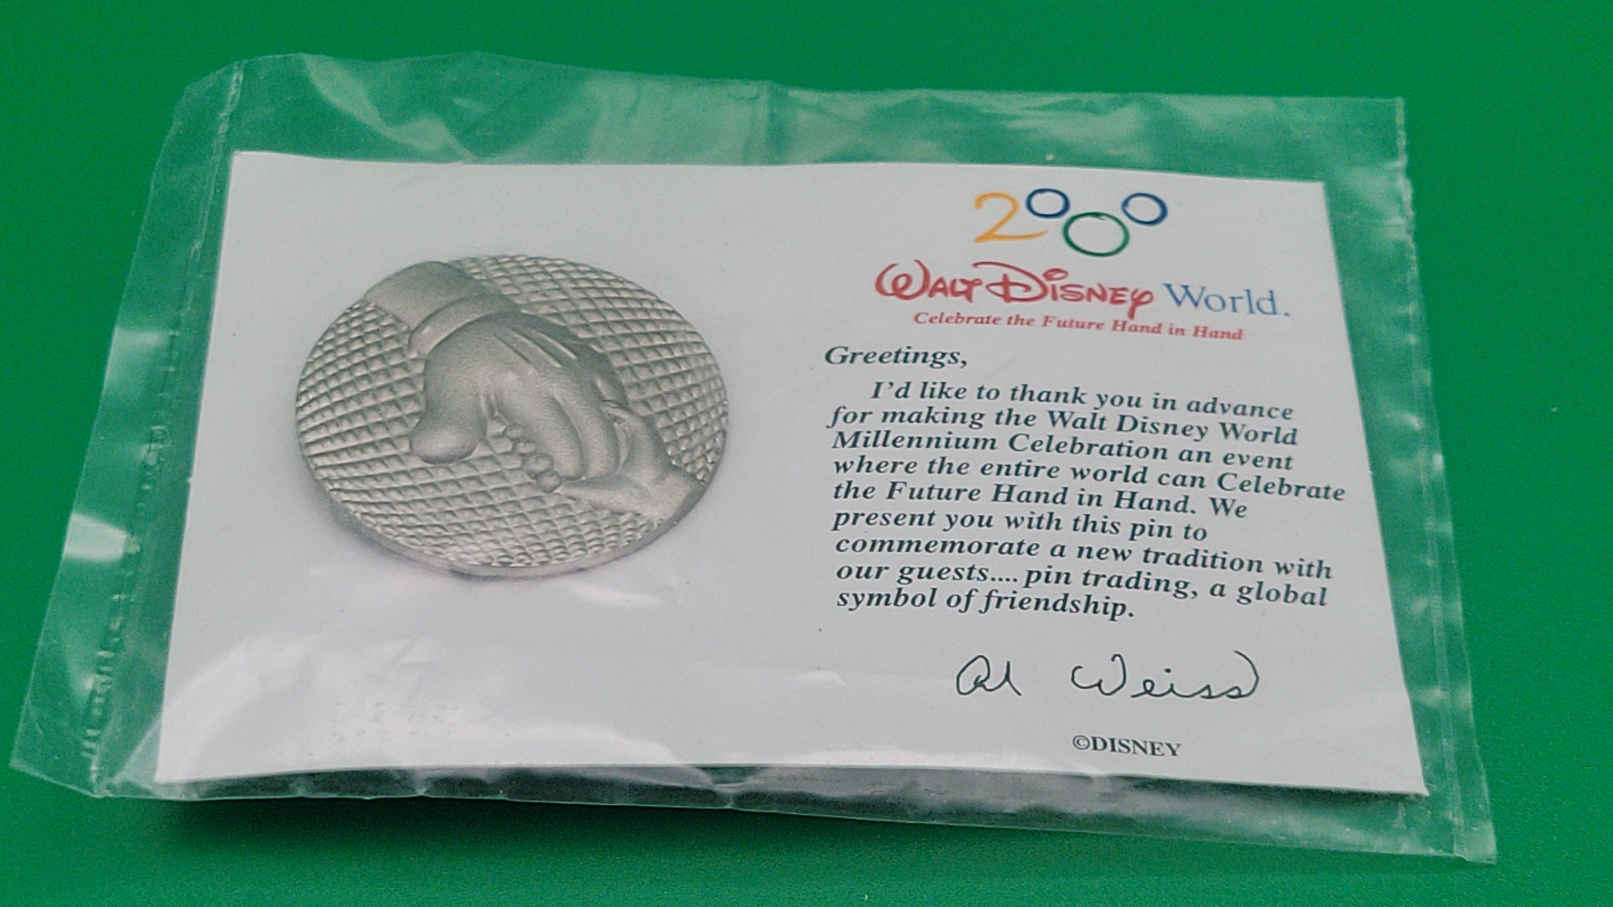 2000
WALT DISNEY World.
Celebrate the Future Hand in Hand
Greetings,
I'd like to thank you in advance
for making the Walt Disney World
Millennium Celebration an event
where the entire world can Celebrate
the Future Hand in Hand. We
present you with this pin to
commemorate a new tradition with
our guests.... pin trading, a global
symbol of friendship.
Al Weiss
©DISNEY